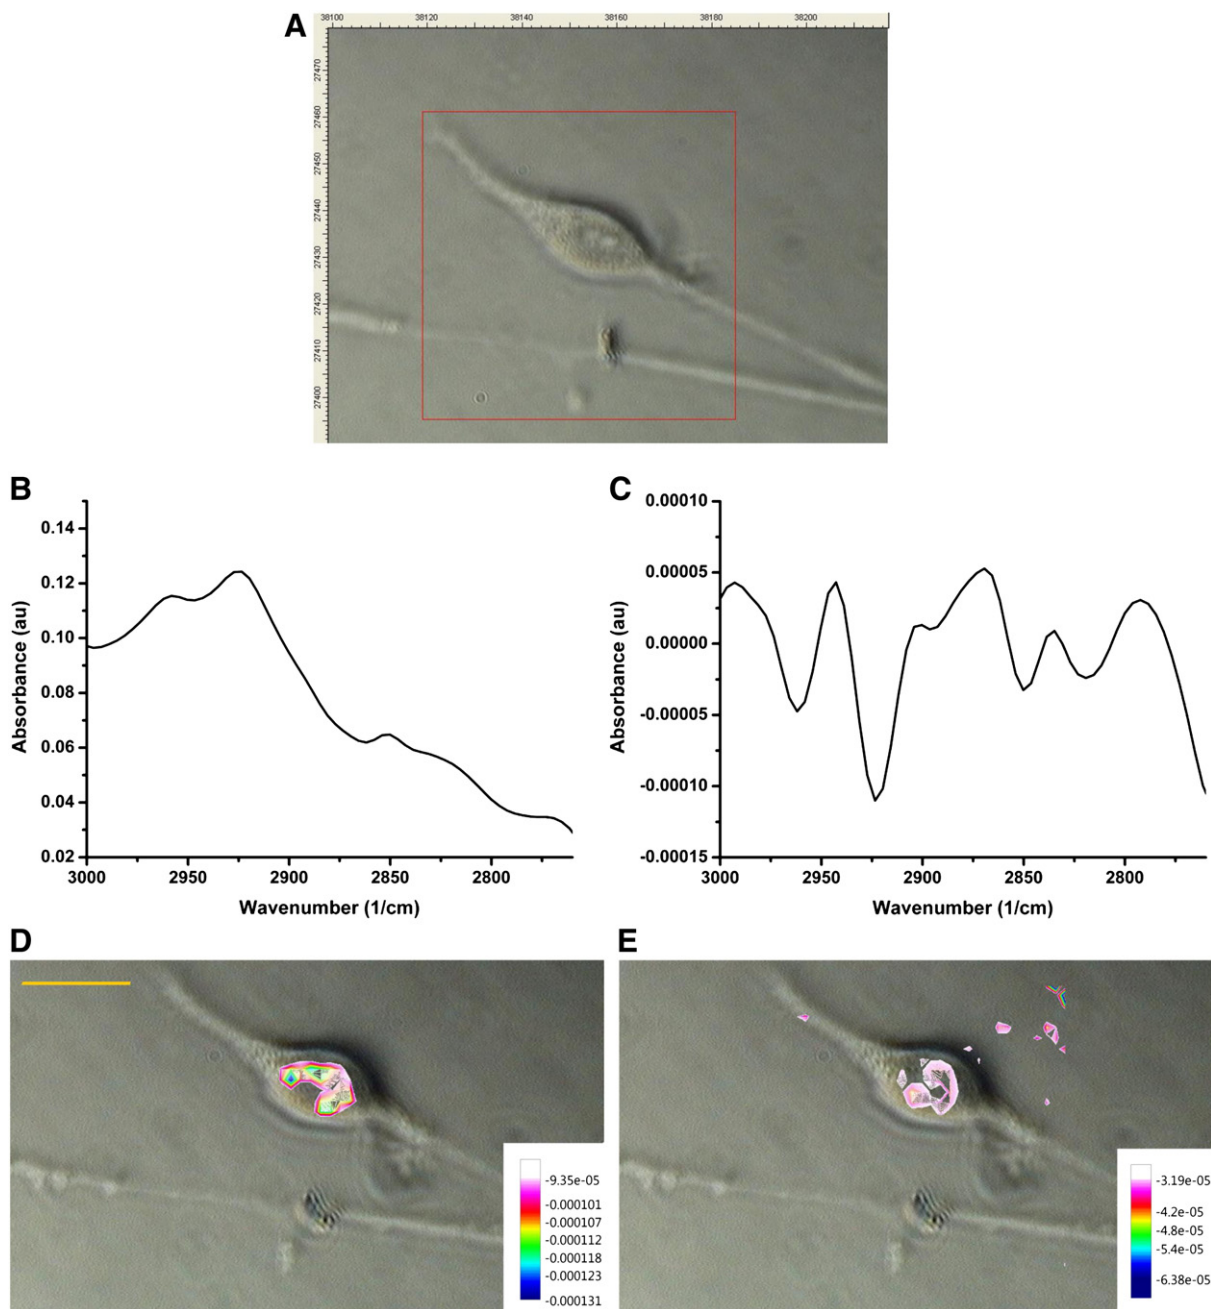 A
38100 38120 38140 38160 38180 38200
27470
27460
27450
27440
27430
27420
27410
27400
B
0.14
0.12
0.10
0.08
0.06
0.04
0.02
Absorbance (au)
3000 2950 2900 2850 2800
Wavenumber (1/cm)
C
0.00010
0.00005
0.00000
-0.00005
-0.00010
-0.00015
Absorbance (au)
3000 2950 2900 2850 2800
Wavenumber (1/cm)
D
-9.35e-05
-0.000101
-0.000107
-0.000112
-0.000118
-0.000123
-0.000131
E
-3.19e-05
-4.2e-05
-4.8e-05
-5.4e-05
-6.38e-05